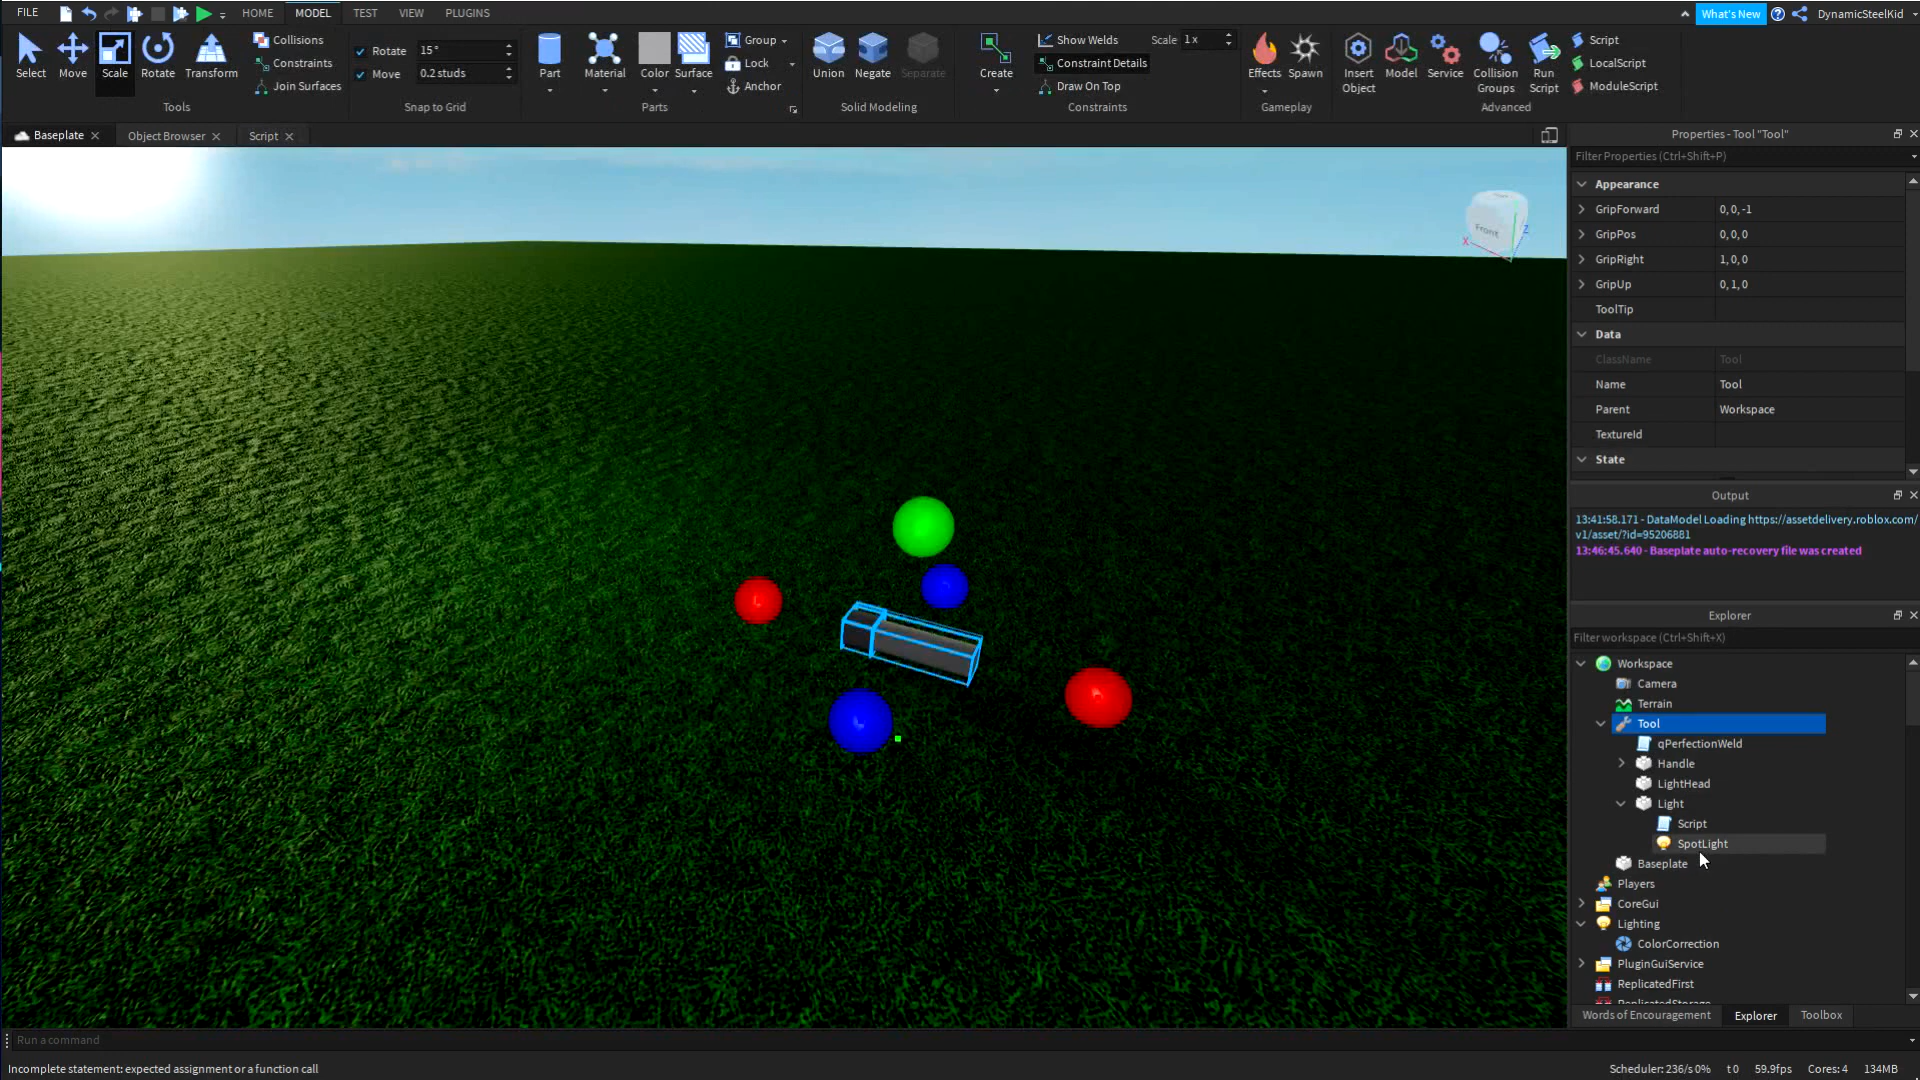 FILE HOME MODEL TEST VIEW PLUGINS What's New DynamicSteelKid
Select Move Scale Rotate Transform
Collisions
Constraints
Join Surfaces
Tools
Rotate 15°
Move 0.2 studs
Snap to Grid
Part Material Color Surface
Group
Lock
Anchor
Parts
Union Negate Separate
Solid Modeling
Create
Show Welds Scale 1 x
Constraint Details
Draw On Top
Constraints
Effects Spawn
Gameplay
Insert Object Model Service Collision Groups Run Script
Script
LocalScript
ModuleScript
Advanced
Baseplate Object Browser Script
Front
X
Z
Properties - Tool "Tool"
Filter Properties (Ctrl+Shift+P)
Appearance
GripForward 0, 0, -1
GripPos 0, 0, 0
GripRight 1, 0, 0
GripUp 0, 1, 0
ToolTip
Data
ClassName Tool
Name Tool
Parent Workspace
TextureId
State
Output
13:41:58.171 - DataModel Loading https://assetdelivery.roblox.com/
v1/asset/?id=95206881
13:46:45.640 - Baseplate auto-recovery file was created
Explorer
Filter workspace (Ctrl+Shift+X)
Workspace
Camera
Terrain
Tool
qPerfectionWeld
Handle
LightHead
Light
Script
SpotLight
Baseplate
Players
CoreGui
Lighting
ColorCorrection
PluginGuiService
ReplicatedFirst
ReplicatedStorage
Words of Encouragement Explorer Toolbox
Run a command
Incomplete statement: expected assignment or a function call
Scheduler: 236/s 0% t 0 59.9fps Cores: 4 134MB